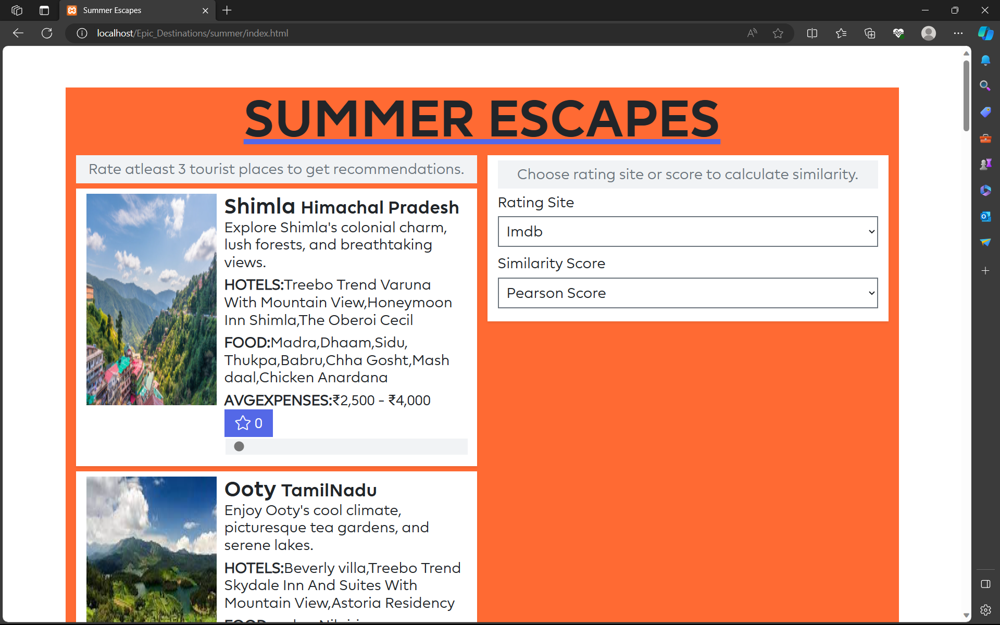 Summer Escapes
localhost/Epic_Destinations/summer/index.html
SUMMER ESCAPES
Rate atleast 3 tourist places to get recommendations.
Shimla Himachal Pradesh
Explore Shimla's colonial charm,
lush forests, and breathtaking
views.
HOTELS:Treebo Trend Varuna
With Mountain View,Honeymoon
Inn Shimla,The Oberoi Cecil
FOOD:Madra,Dhaam,Sidu,
Thukpa,Babru,Chha Gosht,Mash
daal,Chicken Anardana
AVGEXPENSES:₹2,500 - ₹4,000
0
Ooty TamilNadu
Enjoy Ooty's cool climate,
picturesque tea gardens, and
serene lakes.
HOTELS:Beverly villa,Treebo Trend
Skydale Inn And Suites With
Mountain View,Astoria Residency
Choose rating site or score to calculate similarity.
Rating Site
Imdb
Similarity Score
Pearson Score